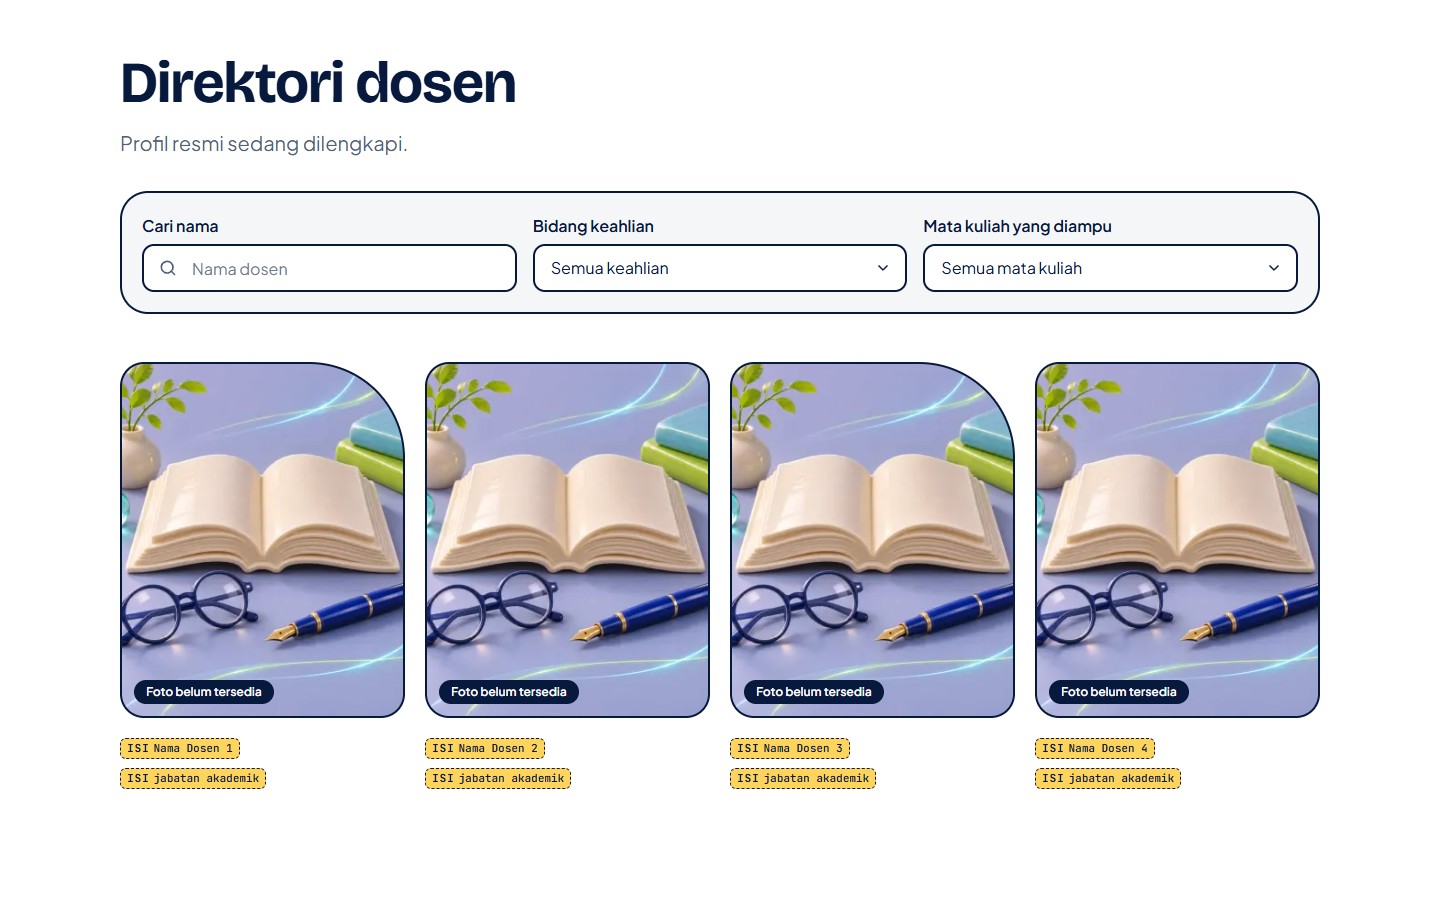 Direktori dosen
Profil resmi sedang dilengkapi.
Cari nama
Nama dosen
Bidang keahlian
Semua keahlian
Mata kuliah yang diampu
Semua mata kuliah
Foto belum tersedia
ISI Nama Dosen 1
ISI jabatan akademik
Foto belum tersedia
ISI Nama Dosen 2
ISI jabatan akademik
Foto belum tersedia
ISI Nama Dosen 3
ISI jabatan akademik
Foto belum tersedia
ISI Nama Dosen 4
ISI jabatan akademik